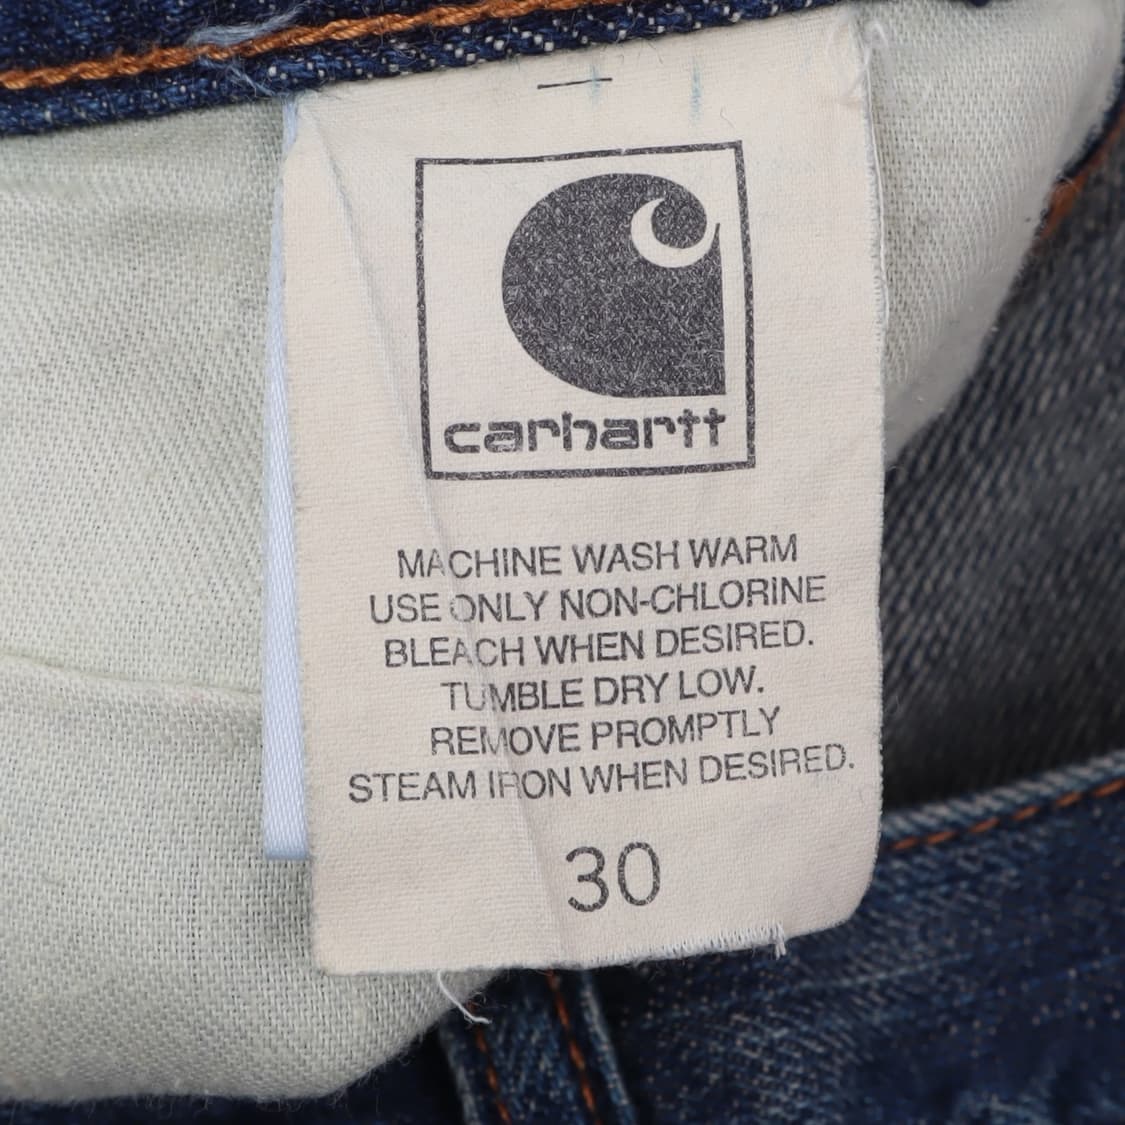 carhartt
MACHINE WASH WARM
USE ONLY NON-CHLORINE
BLEACH WHEN DESIRED.
TUMBLE DRY LOW.
REMOVE PROMPTLY
STEAM IRON WHEN DESIRED.
30